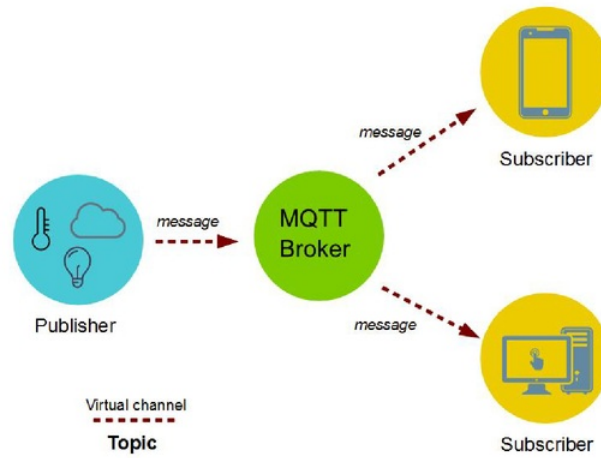 message
Subscriber
message
MQTT
Broker
Publisher
message
Virtual channel
Topic
Subscriber